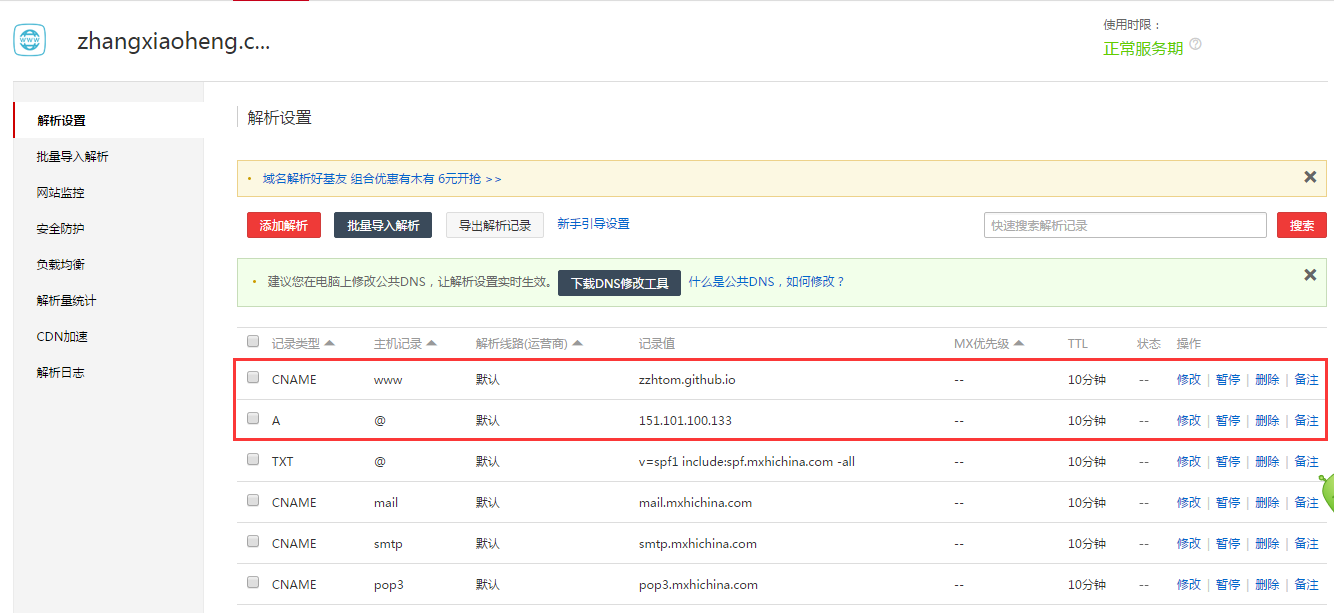 zhangxiaoheng.c...
使用时限：
正常服务期
解析设置
批量导入解析
网站监控
安全防护
负载均衡
解析量统计
CDN加速
解析日志
解析设置
域名解析好基友 组合优惠有木有 6元开抢 >>
添加解析 批量导入解析 导出解析记录 新手引导设置 快速搜索解析记录 搜索
建议您在电脑上修改公共DNS，让解析设置实时生效。 下载DNS修改工具 什么是公共DNS，如何修改？
记录类型 主机记录 解析线路(运营商) 记录值 MX优先级 TTL 状态 操作
CNAME www 默认 zzhtom.github.io -- 10分钟 -- 修改 | 暂停 | 删除 | 备注
A @ 默认 151.101.100.133 -- 10分钟 -- 修改 | 暂停 | 删除 | 备注
TXT @ 默认 v=spf1 include:spf.mxhichina.com -all -- 10分钟 -- 修改 | 暂停 | 删除 | 备注
CNAME mail 默认 mail.mxhichina.com -- 10分钟 -- 修改 | 暂停 | 删除 | 备注
CNAME smtp 默认 smtp.mxhichina.com -- 10分钟 -- 修改 | 暂停 | 删除 | 备注
CNAME pop3 默认 pop3.mxhichina.com -- 10分钟 -- 修改 | 暂停 | 删除 | 备注